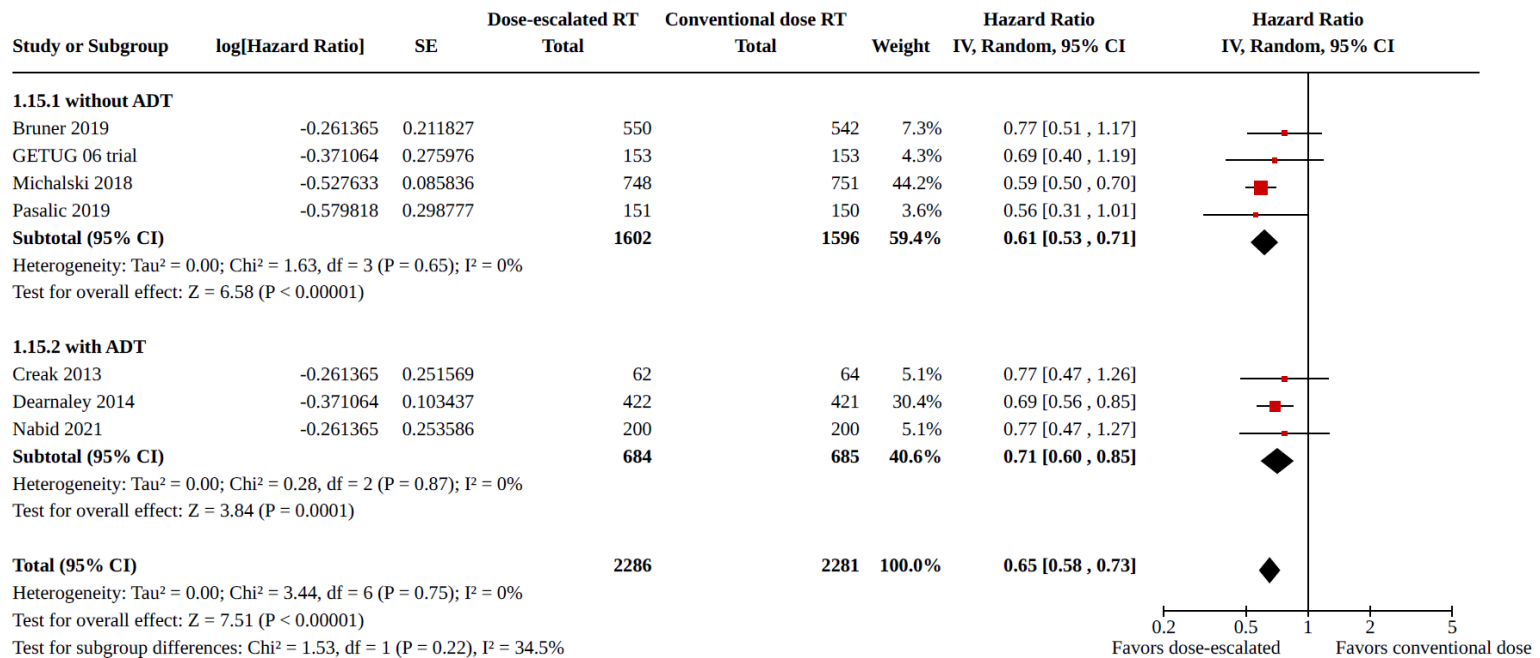 Dose-escalated RT Conventional dose RT Hazard Ratio Hazard Ratio
Study or Subgroup log[Hazard Ratio] SE Total Total Weight IV, Random, 95% CI IV, Random, 95% CI
1.15.1 without ADT
Bruner 2019 -0.261365 0.211827 550 542 7.3% 0.77 [0.51 , 1.17]
GETUG 06 trial -0.371064 0.275976 153 153 4.3% 0.69 [0.40 , 1.19]
Michalski 2018 -0.527633 0.085836 748 751 44.2% 0.59 [0.50 , 0.70]
Pasalic 2019 -0.579818 0.298777 151 150 3.6% 0.56 [0.31 , 1.01]
Subtotal (95% CI) 1602 1596 59.4% 0.61 [0.53 , 0.71]
Heterogeneity: Tau² = 0.00; Chi² = 1.63, df = 3 (P = 0.65); I² = 0%
Test for overall effect: Z = 6.58 (P < 0.00001)
1.15.2 with ADT
Creak 2013 -0.261365 0.251569 62 64 5.1% 0.77 [0.47 , 1.26]
Dearnaley 2014 -0.371064 0.103437 422 421 30.4% 0.69 [0.56 , 0.85]
Nabid 2021 -0.261365 0.253586 200 200 5.1% 0.77 [0.47 , 1.27]
Subtotal (95% CI) 684 685 40.6% 0.71 [0.60 , 0.85]
Heterogeneity: Tau² = 0.00; Chi² = 0.28, df = 2 (P = 0.87); I² = 0%
Test for overall effect: Z = 3.84 (P = 0.0001)
Total (95% CI) 2286 2281 100.0% 0.65 [0.58 , 0.73]
Heterogeneity: Tau² = 0.00; Chi² = 3.44, df = 6 (P = 0.75); I² = 0%
Test for overall effect: Z = 7.51 (P < 0.00001)
0.2 0.5 1 2 5
Test for subgroup differences: Chi² = 1.53, df = 1 (P = 0.22), I² = 34.5%
Favors dose-escalated Favors conventional dose